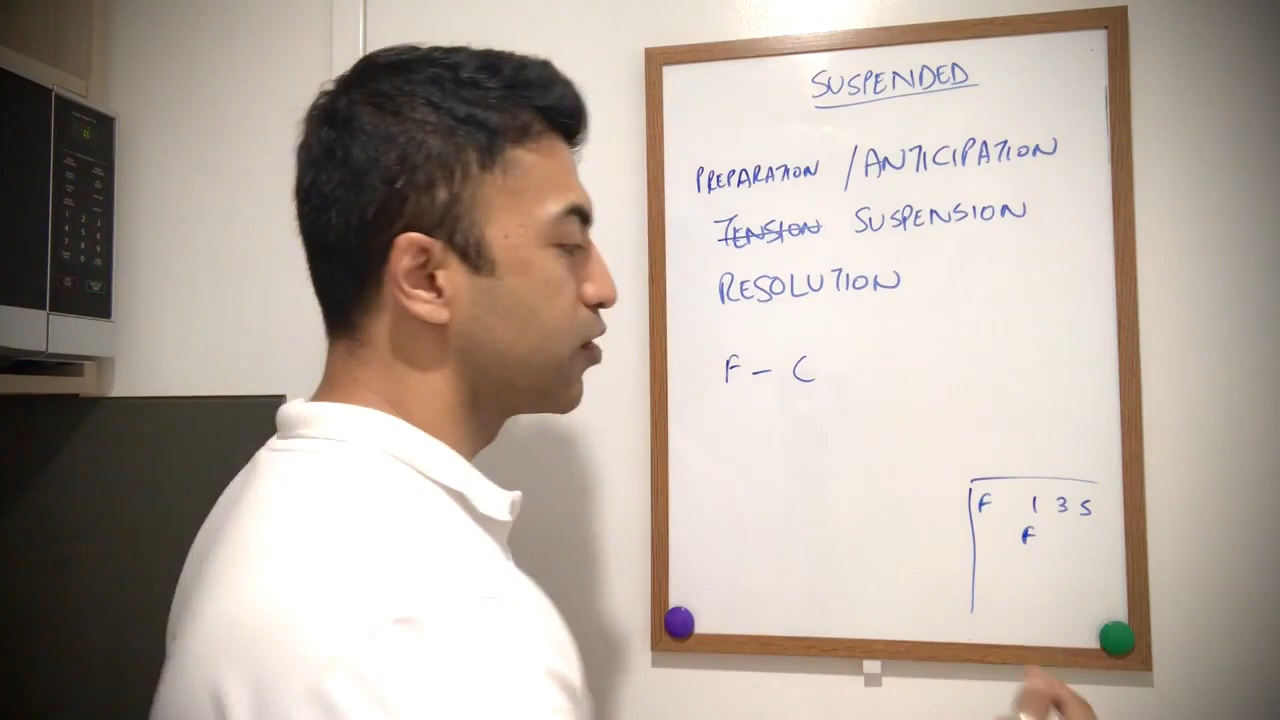 SUSPENDED
PREPARATION / ANTICIPATION
TENSION SUSPENSION
RESOLUTION
F - C
F 1 3 5
F